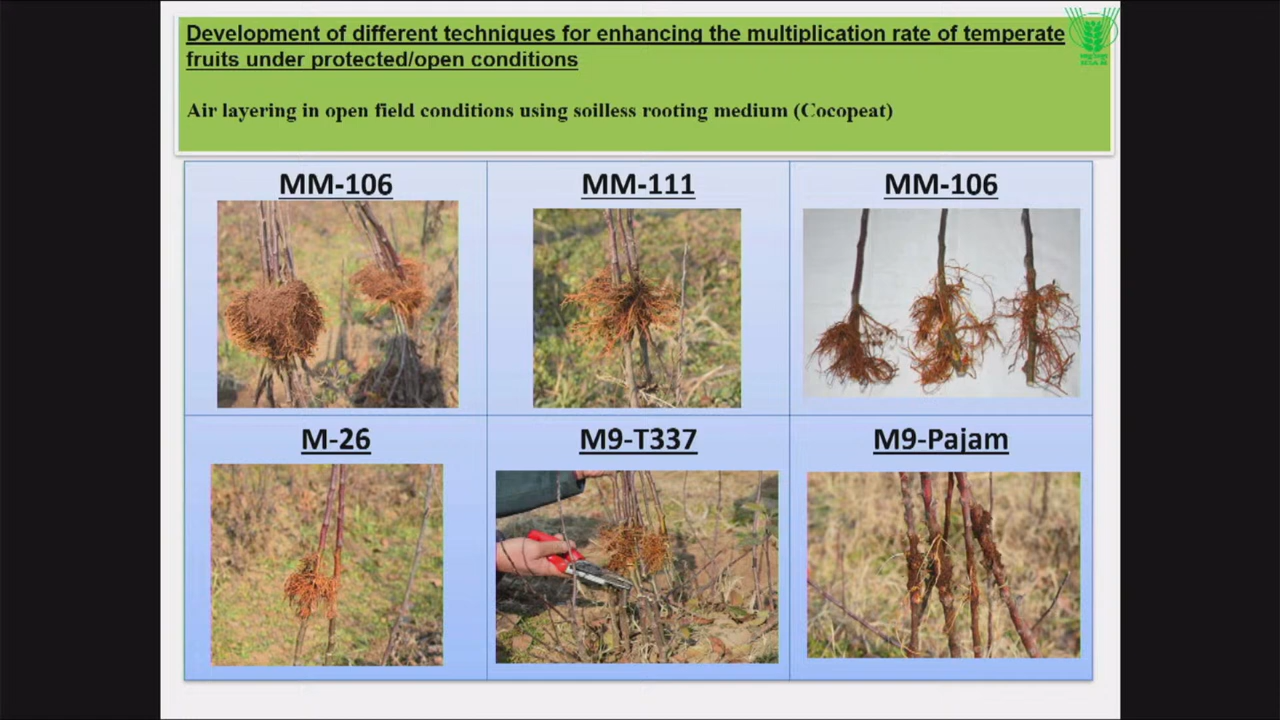 Development of different techniques for enhancing the multiplication rate of temperate
fruits under protected/open conditions
Air layering in open field conditions using soilless rooting medium (Cocopeat)
MM-106
MM-111
MM-106
M-26
M9-T337
M9-Pajam